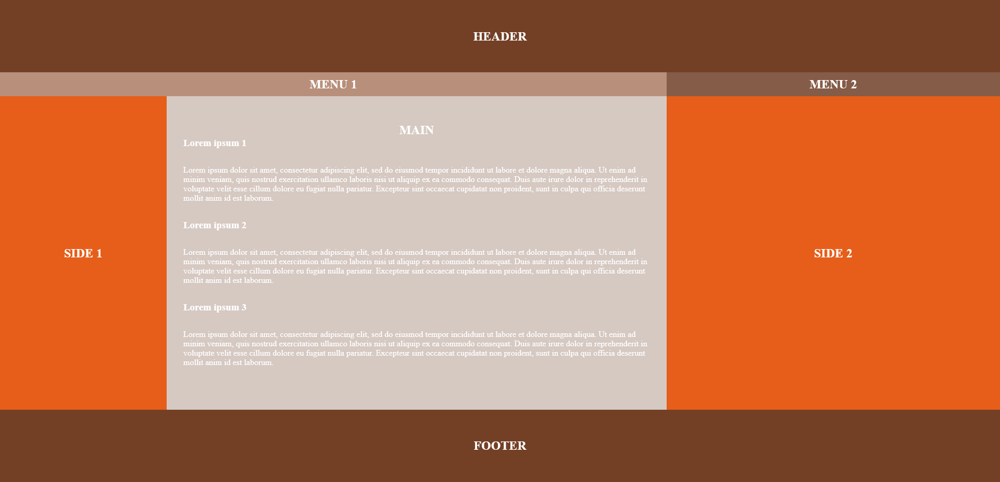 HEADER
MENU 1
MENU 2
SIDE 1
MAIN
Lorem ipsum 1
Lorem ipsum dolor sit amet, consectetur adipiscing elit, sed do eiusmod tempor incididunt ut labore et dolore magna aliqua. Ut enim ad
minim veniam, quis nostrud exercitation ullamco laboris nisi ut aliquip ex ea commodo consequat. Duis aute irure dolor in reprehenderit in
voluptate velit esse cillum dolore eu fugiat nulla pariatur. Excepteur sint occaecat cupidatat non proident, sunt in culpa qui officia deserunt
mollit anim id est laborum.
Lorem ipsum 2
Lorem ipsum dolor sit amet, consectetur adipiscing elit, sed do eiusmod tempor incididunt ut labore et dolore magna aliqua. Ut enim ad
minim veniam, quis nostrud exercitation ullamco laboris nisi ut aliquip ex ea commodo consequat. Duis aute irure dolor in reprehenderit in
voluptate velit esse cillum dolore eu fugiat nulla pariatur. Excepteur sint occaecat cupidatat non proident, sunt in culpa qui officia deserunt
mollit anim id est laborum.
Lorem ipsum 3
Lorem ipsum dolor sit amet, consectetur adipiscing elit, sed do eiusmod tempor incididunt ut labore et dolore magna aliqua. Ut enim ad
minim veniam, quis nostrud exercitation ullamco laboris nisi ut aliquip ex ea commodo consequat. Duis aute irure dolor in reprehenderit in
voluptate velit esse cillum dolore eu fugiat nulla pariatur. Excepteur sint occaecat cupidatat non proident, sunt in culpa qui officia deserunt
mollit anim id est laborum.
SIDE 2
FOOTER